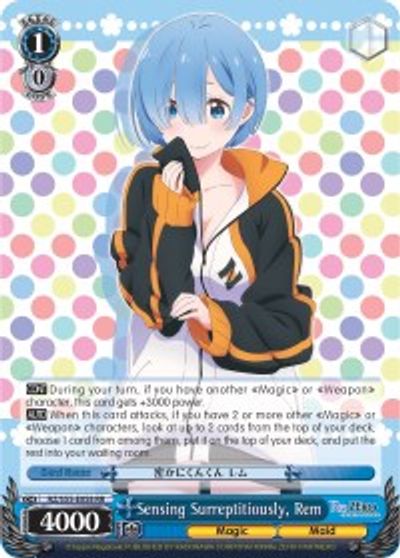 1
0
N
CONT During your turn, if you have another «Magic» or «Weapon»
character, this card gets +3000 power.
AUTO When this card attacks, if you have 2 or more other «Magic» or
«Weapon» characters, look at up to 2 cards from the top of your deck,
choose 1 card from among them, put it on the top of your deck, and put the
rest into your waiting room.
Card Name
密かにくんくん レム
Sensing Surreptitiously, Rem
4000
Magic
Maid